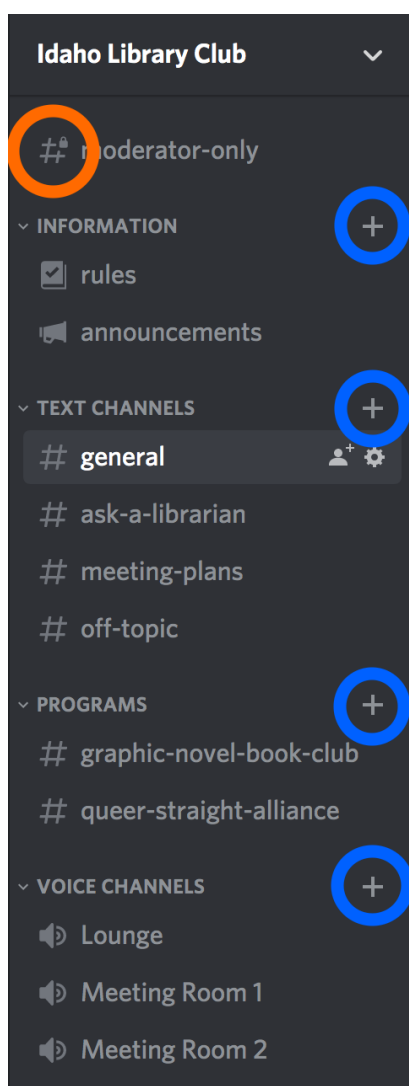 Idaho Library Club
moderator-only
INFORMATION
rules
announcements
TEXT CHANNELS
general
ask-a-librarian
meeting-plans
off-topic
PROGRAMS
graphic-novel-book-club
queer-straight-alliance
VOICE CHANNELS
Lounge
Meeting Room 1
Meeting Room 2